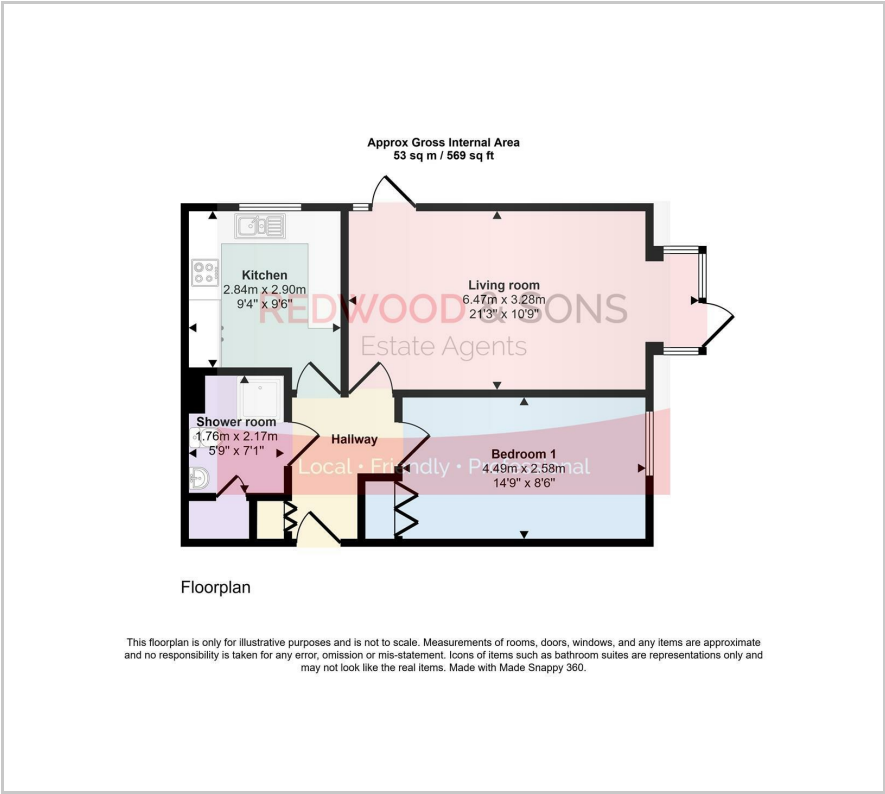 Approx Gross Internal Area
53 sq m / 569 sq ft
Kitchen
2.84m x 2.90m
9'4" x 9'6"
Living room
6.47m x 3.28m
21'3" x 10'9"
REDWOOD & SONS
Estate Agents
Shower room
1.76m x 2.17m
5'9" x 7'1"
Hallway
Bedroom 1
4.49m x 2.58m
14'9" x 8'6"
Local • Friendly • Professional
Floorplan
This floorplan is only for illustrative purposes and is not to scale. Measurements of rooms, doors, windows, and any items are approximate
and no responsibility is taken for any error, omission or mis-statement. Icons of items such as bathroom suites are representations only and
may not look like the real items. Made with Made Snappy 360.